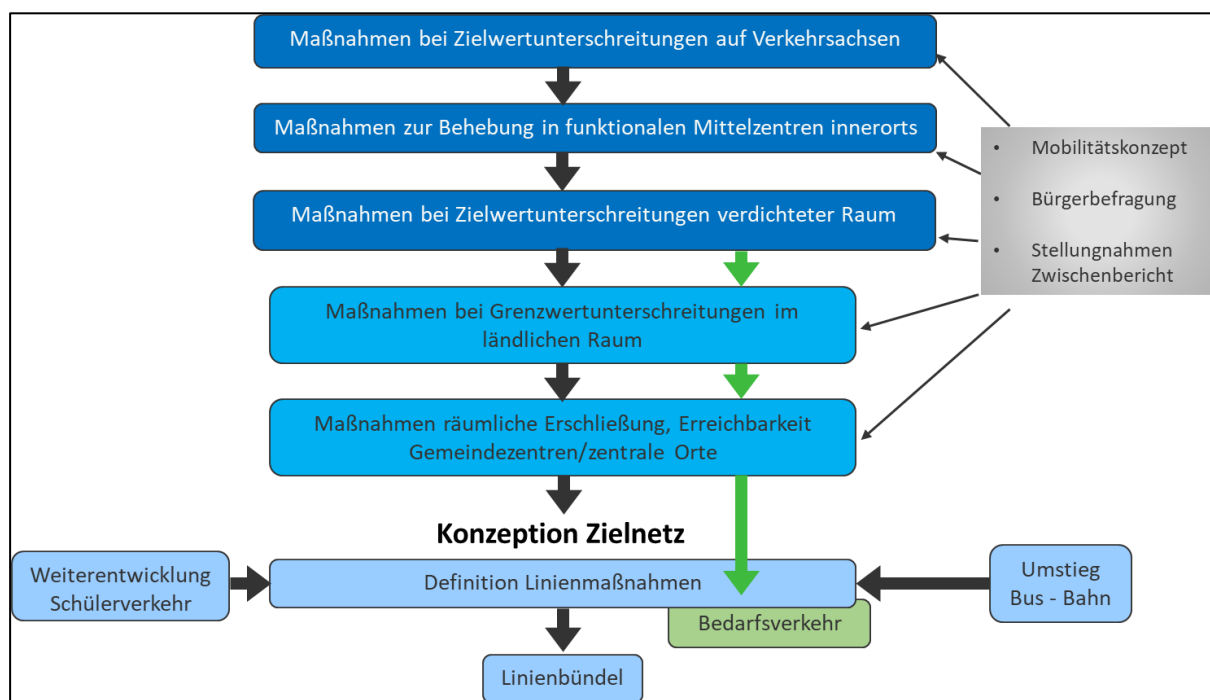 Maßnahmen bei Zielwertunterschreitungen auf Verkehrsachsen
Maßnahmen zur Behebung in funktionalen Mittelzentren innerorts
Maßnahmen bei Zielwertunterschreitungen verdichteter Raum
Maßnahmen bei Grenzwertunterschreitungen im
ländlichen Raum
Maßnahmen räumliche Erschließung, Erreichbarkeit
Gemeindezentren/zentrale Orte
• Mobilitätskonzept
• Bürgerbefragung
• Stellungnahmen
Zwischenbericht
Konzeption Zielnetz
Weiterentwicklung
Schülerverkehr
Definition Linienmaßnahmen
Umstieg
Bus - Bahn
Bedarfsverkehr
Linienbündel